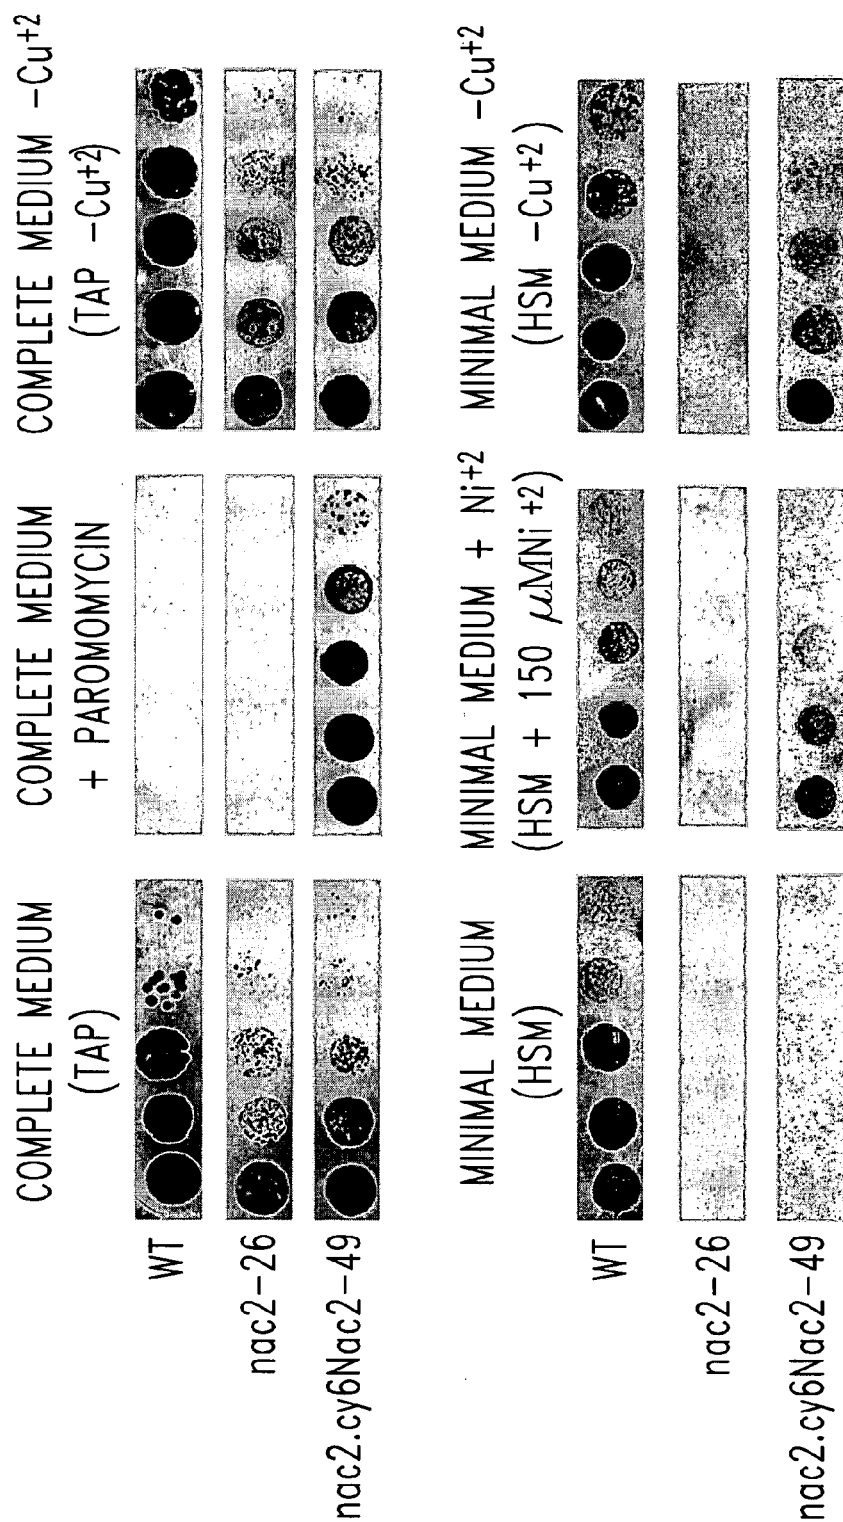 COMPLETE MEDIUM
(TAP)
COMPLETE MEDIUM
+ PAROMOMYCIN
COMPLETE MEDIUM -Cu+2
(TAP -Cu+2)
WT
nac2-26
nac2.cy6Nac2-49
MINIMAL MEDIUM
(HSM)
MINIMAL MEDIUM + Ni+2
(HSM + 150 μMNi+2)
MINIMAL MEDIUM -Cu+2
(HSM -Cu+2)
WT
nac2-26
nac2.cy6Nac2-49